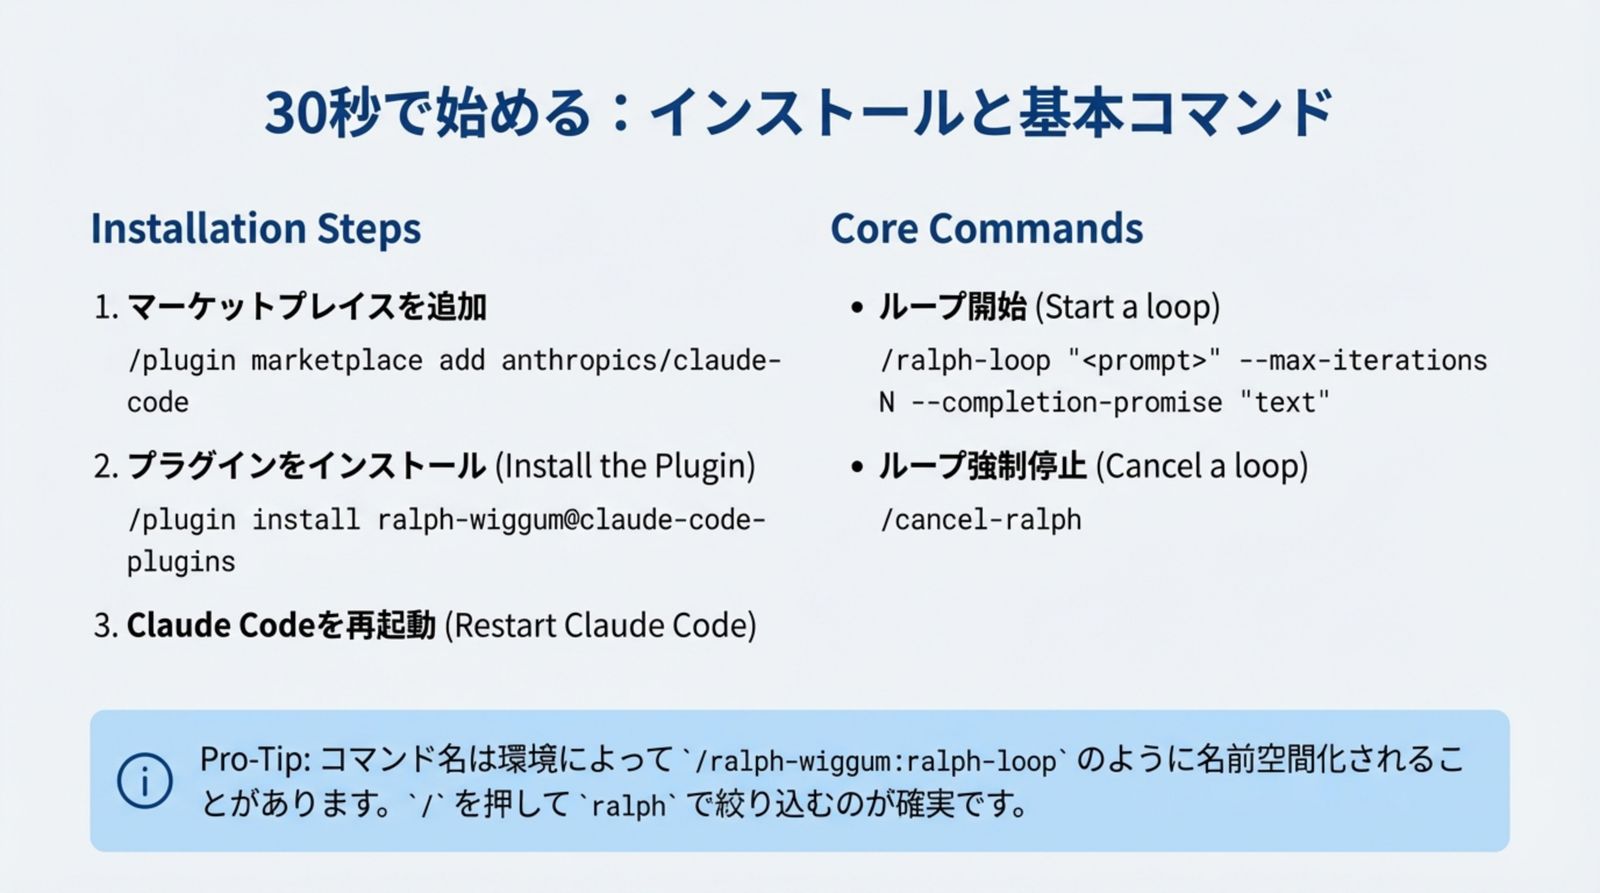 30秒で始める：インストールと基本コマンド
Installation Steps
1. マーケットプレイスを追加
/plugin marketplace add anthropics/claude-
code
2. プラグインをインストール (Install the Plugin)
/plugin install ralph-wiggum@claude-code-
plugins
3. Claude Codeを再起動 (Restart Claude Code)
Core Commands
• ループ開始 (Start a loop)
/ralph-loop "<prompt>" --max-iterations
N --completion-promise "text"
• ループ強制停止 (Cancel a loop)
/cancel-ralph
Pro-Tip: コマンド名は環境によって `/ralph-wiggum:ralph-loop` のように名前空間化されるこ
とがあります。`/` を押して `ralph` で絞り込むのが確実です。